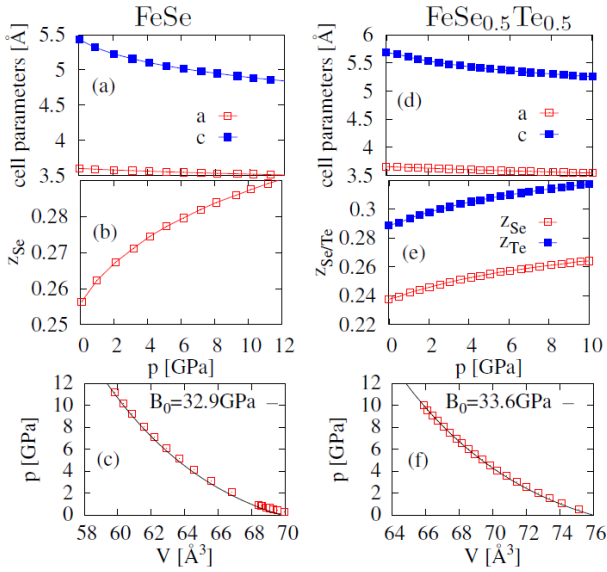 FeSe
FeSe0.5Te0.5
cell parameters [Å]
5.5
5
4.5
4
3.5
(a)
a
c
cell parameters [Å]
6
5.5
5
4.5
4
3.5
(d)
a
c
zSe
0.3
0.28
0.27
0.26
0.25
(b)
0 2 4 6 8 10 12
p [GPa]
zSe/Te
0.3
0.28
0.26
0.24
0.22
(e)
zSe
zTe
0 2 4 6 8 10
p [GPa]
p [GPa]
12
10
8
6
4
2
0
B0=32.9GPa
(c)
58 60 62 64 66 68 70
V [Å3]
p [GPa]
12
10
8
6
4
2
0
B0=33.6GPa
(f)
64 66 68 70 72 74 76
V [Å3]